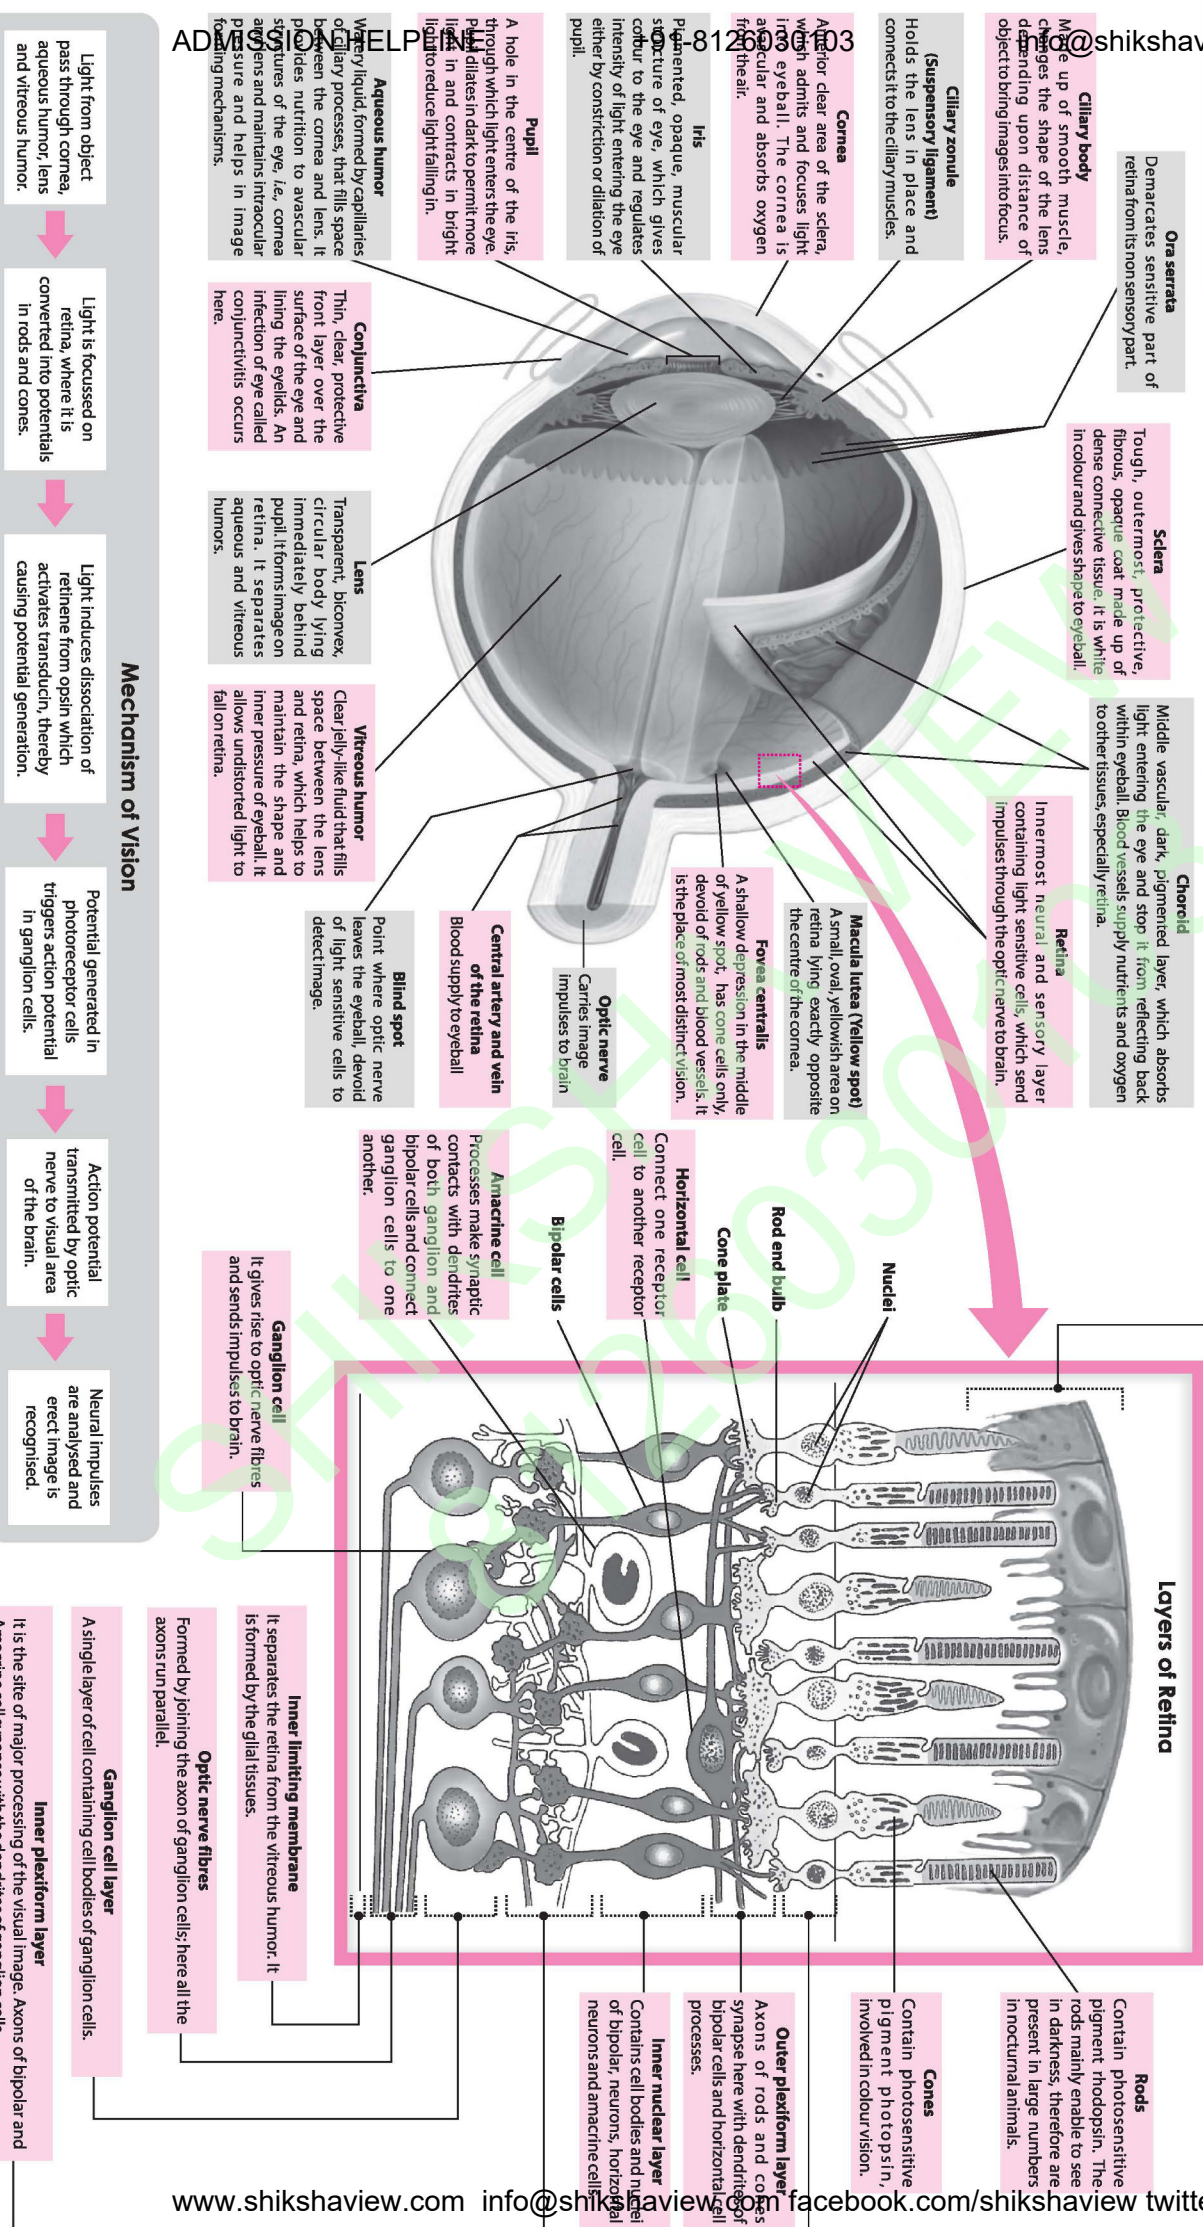 ADMISSION HELPLINE
+91-8126030103
@shikshav
Ora serrata
Demarcates sensitive part of
retina from its non sensory part.
Ciliary body
Made up of smooth muscle,
changes the shape of the lens
depending upon distance of
object to bring images into focus.
Ciliary zonule
(Suspensory ligament)
Holds the lens in place and
connects it to the ciliary muscles.
Cornea
Anterior clear area of the sclera,
which admits and focuses light
in the eyeball. The cornea is
avascular and absorbs oxygen
from the air.
Iris
Pigmented, opaque, muscular
structure of eye, which gives
colour to the eye and regulates
intensity of light entering the eye
either by constriction or dilation of
pupil.
Pupil
A hole in the centre of the iris,
through which light enters the eye.
Pupil dilates in dark to permit more
light in and contracts in bright
light to reduce light falling in.
Aqueous humor
Watery liquid, formed by capillaries
of ciliary processes, that fills space
between the cornea and lens. It
provides nutrition to avascular
structures of the eye, i.e., cornea
and lens and maintains intraocular
pressure and helps in image
focusing mechanisms.
Conjunctiva
Thin, clear, protective
front layer over the
surface of the eye and
lining the eyelids. An
infection of eye called
conjunctivitis occurs
here.
Lens
Transparent, biconvex,
circular body lying
immediately behind
pupil. It forms image on
retina. It separates
aqueous and vitreous
humors.
Vitreous humor
Clear jelly-like fluid that fills
space between the lens
and retina, which helps to
maintain the shape and
inner pressure of eyeball. It
allows undistorted light to
fall on retina.
Sclera
Tough, outermost, protective,
fibrous, opaque coat made up of
dense connective tissue. It is white
in colour and gives shape to eyeball.
Choroid
Middle vascular, dark, pigmented layer, which absorbs
light entering the eye and stop it from reflecting back
within eyeball. Blood vessels supply nutrients and oxygen
to other tissues, especially retina.
Retina
Innermost neural and sensory layer
containing light sensitive cells, which send
impulses through the optic nerve to brain.
Macula lutea (Yellow spot)
A small, oval, yellowish area on
retina lying exactly opposite
the centre of the cornea.
Fovea centralis
A shallow depression in the middle
of yellow spot, has cone cells only,
devoid of rods and blood vessels. It
is the place of most distinct vision.
Optic nerve
Carries image
impulses to brain
Central artery and vein
of the retina
Blood supply to eyeball
Blind spot
Point where optic nerve
leaves the eyeball, devoid
of light sensitive cells to
detect image.
Mechanism of Vision
Light from object
pass through cornea,
aqueous humor, lens
and vitreous humor.
Light is focussed on
retina, where it is
converted into potentials
in rods and cones.
Light induces dissociation of
retinene from opsin which
activates transducin, thereby
causing potential generation.
Potential generated in
photoreceptor cells
triggers action potential
in ganglion cells.
Action potential
transmitted by optic
nerve to visual area
of the brain.
Neural impulses
are analysed and
erect image is
recognised.
Layers of Retina
Nuclei
Rod end bulb
Cone plate
Horizontal cell
Connect one receptor
cell to another receptor
cell.
Bipolar cells
Amacrine cell
Processes make synaptic
contacts with dendrites
of both ganglion and
bipolar cells and connect
ganglion cells to one
another.
Ganglion cell
It gives rise to optic nerve fibres
and sends impulses to brain.
Rods
Contain photosensitive
pigment rhodopsin. The
rods mainly enable to see
in darkness, therefore are
present in large numbers
in nocturnal animals.
Cones
Contain photosensitive
pigment photopsin,
involved in colour vision.
Outer plexiform layer
Axons of rods and cones
synapse here with dendrites of
bipolar cells and horizontal cell
processes.
Inner nuclear layer
Contains cell bodies and nuclei
of bipolar, neurons, horizontal
neurons and amacrine cells.
Inner limiting membrane
It separates the retina from the vitreous humor. It
is formed by the glial tissues.
Optic nerve fibres
Formed by joining the axon of ganglion cells; here all the
axons run parallel.
Ganglion cell layer
A single layer of cell containing cell bodies of ganglion cells.
Inner plexiform layer
It is the site of major processing of the visual image. Axons of bipolar and
SHIKSHA VIEW
8126030103
www.shikshaview.com info@shikshaview.com facebook.com/shikshaview twitte